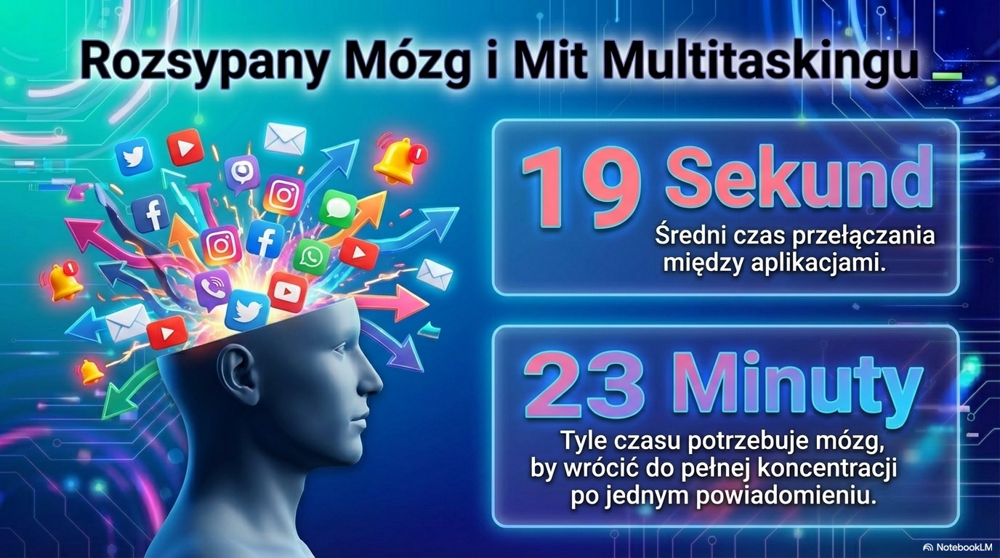 Rozsypany Mózg i Mit Multitaskingu
19 Sekund
Średni czas przełączania
między aplikacjami.
23 Minuty
Tyle czasu potrzebuje mózg,
by wrócić do pełnej koncentracji
po jednym powiadomieniu.
NotebookLM